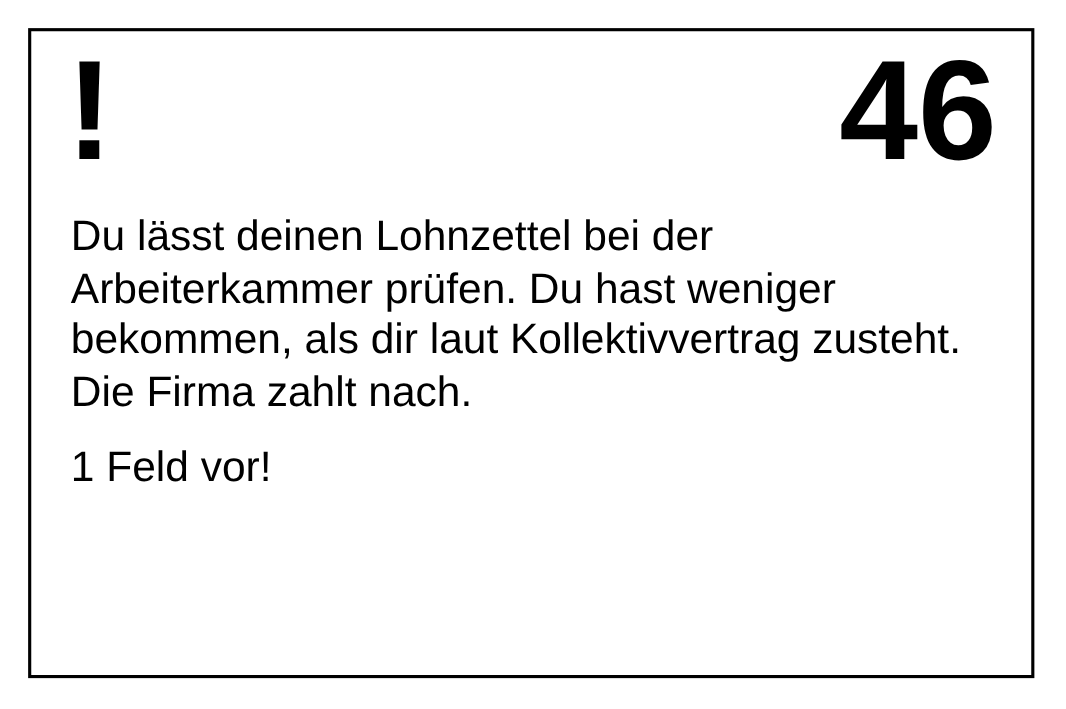 ! 46
Du lässt deinen Lohnzettel bei der
Arbeiterkammer prüfen. Du hast weniger
bekommen, als dir laut Kollektivvertrag zusteht.
Die Firma zahlt nach.
1 Feld vor!